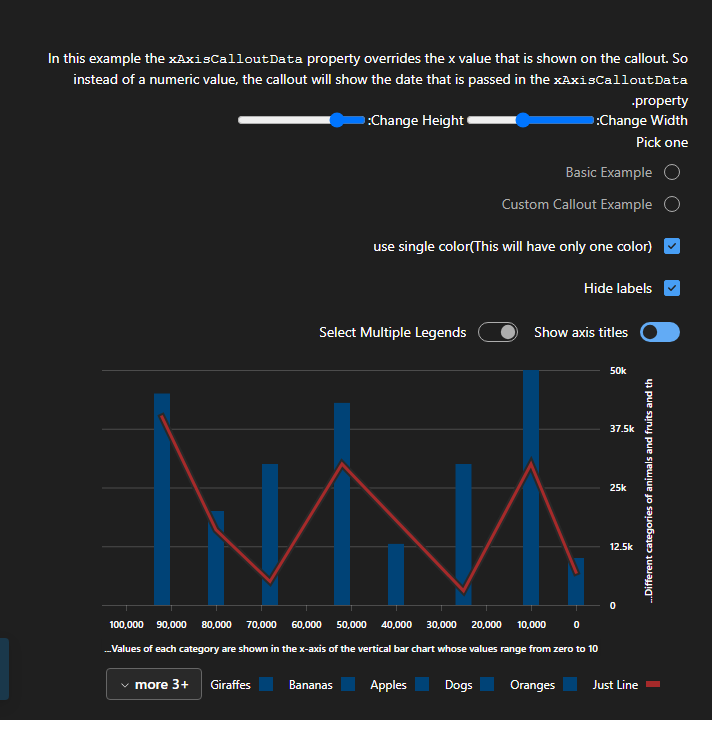 In this example the xAxisCalloutData property overrides the x value that is shown on the callout. So
instead of a numeric value, the callout will show the date that is passed in the xAxisCalloutData
.property
:Change Width :Change Height
Pick one
Basic Example
Custom Callout Example
use single color(This will have only one color)
Hide labels
Show axis titles Select Multiple Legends
50k
37.5k
25k
12.5k
0
...Different categories of animals and fruits and th
100,000 90,000 80,000 70,000 60,000 50,000 40,000 30,000 20,000 10,000 0
...Values of each category are shown in the x-axis of the vertical bar chart whose values range from zero to 10
Just Line Oranges Dogs Apples Bananas Giraffes more 3+